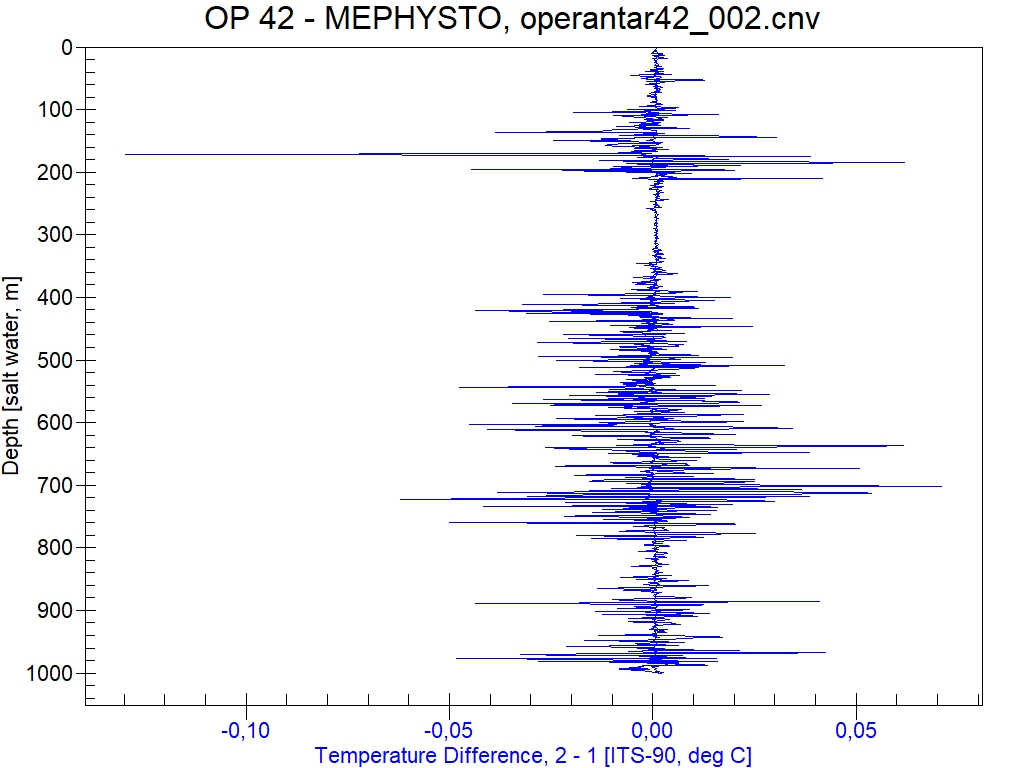 OP 42 - MEPHYSTO, operantar42_002.cnv
Depth [salt water, m]
0
100
200
300
400
500
600
700
800
900
1000
-0,10 -0,05 0,00 0,05
Temperature Difference, 2 - 1 [ITS-90, deg C]